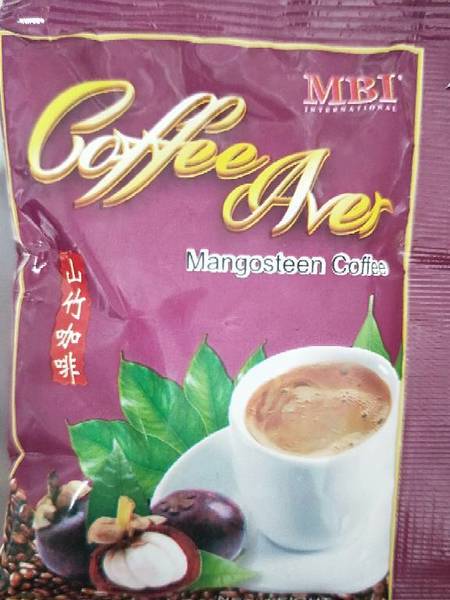 MBI
INTERNATIONAL
Coffee Aver
Mangosteen Coffee
山竹咖啡